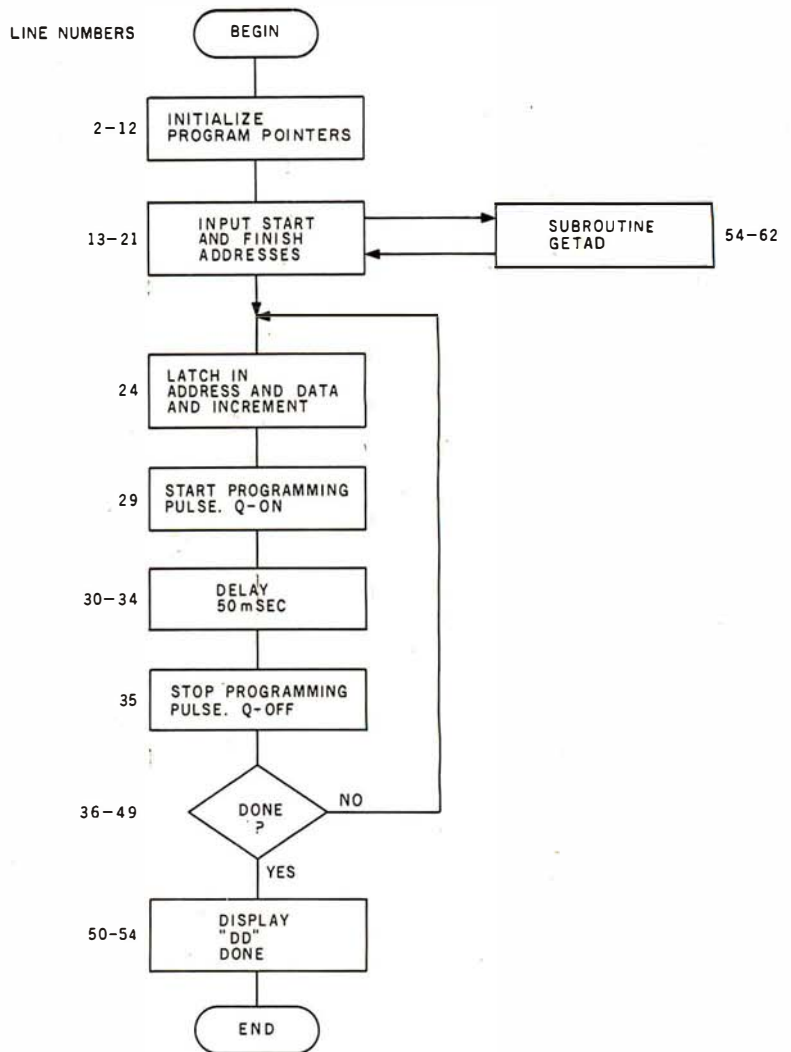 LINE NUMBERS
BEGIN
2-12
INITIALIZE
PROGRAM POINTERS
13-21
INPUT START
AND FINISH
ADDRESSES
SUBROUTINE
GETAD
54-62
24
LATCH IN
ADDRESS AND DATA
AND INCREMENT
29
START PROGRAMMING
PULSE. Q-ON
30-34
DELAY
50mSEC
35
STOP PROGRAMMING
PULSE. Q-OFF
36-49
DONE
?
NO
YES
50-54
DISPLAY
"DD"
DONE
END